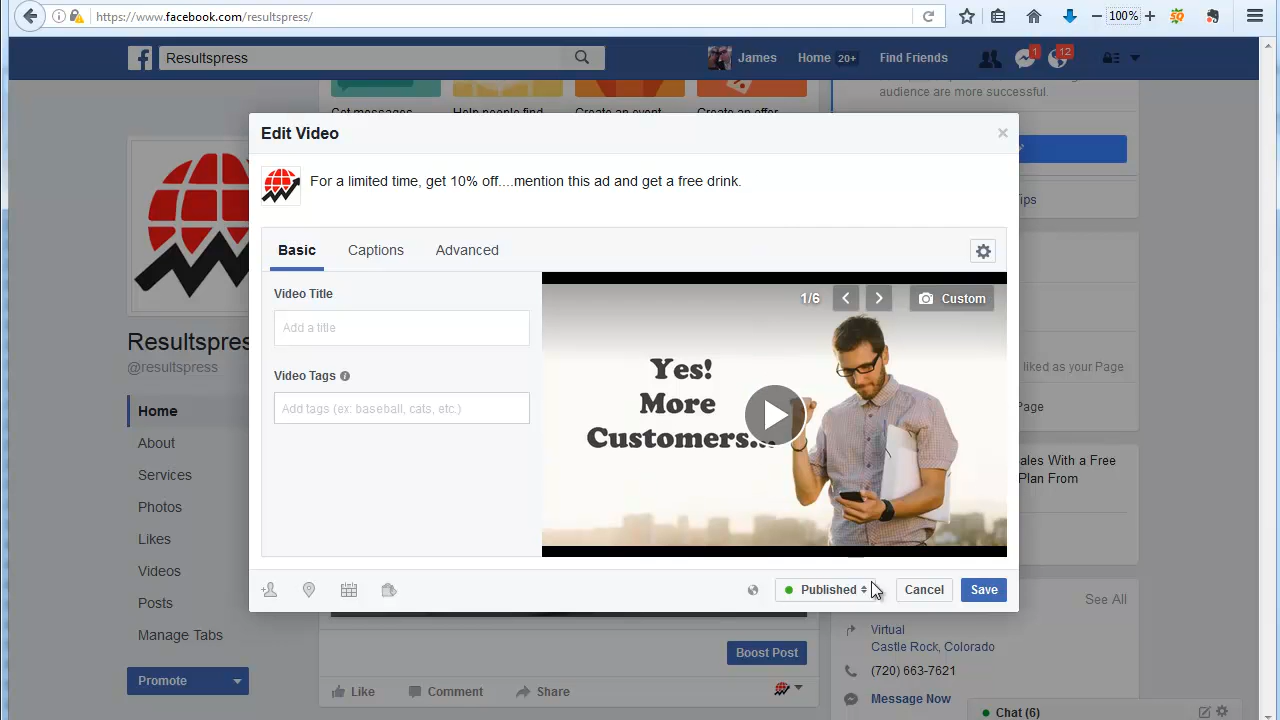 https://www.facebook.com/resultspress/
100%
Resultspress
James
Home 20+
Find Friends
1
12
audience are more successful.
Get messages
Help people find
Create an event
Create an offer
Edit Video
For a limited time, get 10% off....mention this ad and get a free drink.
Tips
Basic
Captions
Advanced
Video Title
Add a title
Video Tags
Add tags (ex: baseball, cats, etc.)
1/6
Custom
Yes!
More
Customers...
Resultspres
@resultspress
Home
About
Services
Photos
Likes
Videos
Posts
Manage Tabs
Promote
liked as your Page
Page
ales With a Free
Plan From
Published
Cancel
Save
See All
Boost Post
Like
Comment
Share
Virtual
Castle Rock, Colorado
(720) 663-7621
Message Now
Chat (6)